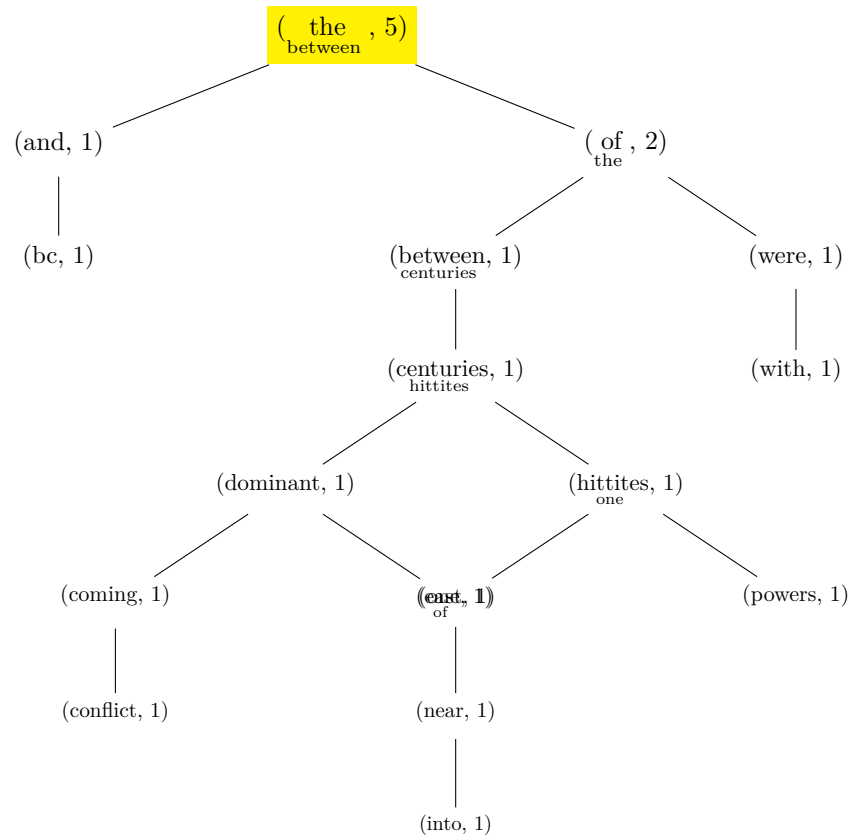 ( the , 5)
between
(and, 1)
( of , 2)
the
(bc, 1)
(between, 1)
centuries
(were, 1)
(centuries, 1)
hittites
(with, 1)
(dominant, 1)
(hittites, 1)
one
(coming, 1)
of
(powers, 1)
(conflict, 1)
(near, 1)
(into, 1)